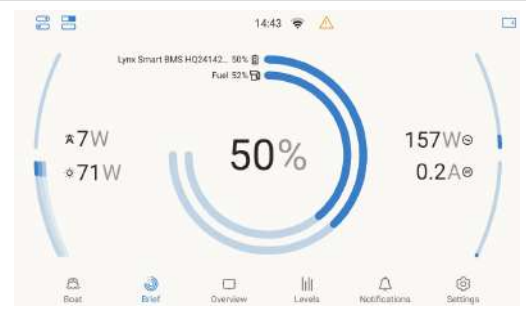 14:43
Lynx Smart BMS HQ24142... 50%
Fuel 52%
7W
157W
50%
71W
0.2A
Boat
Brief
Overview
Levels
Notifications
Settings